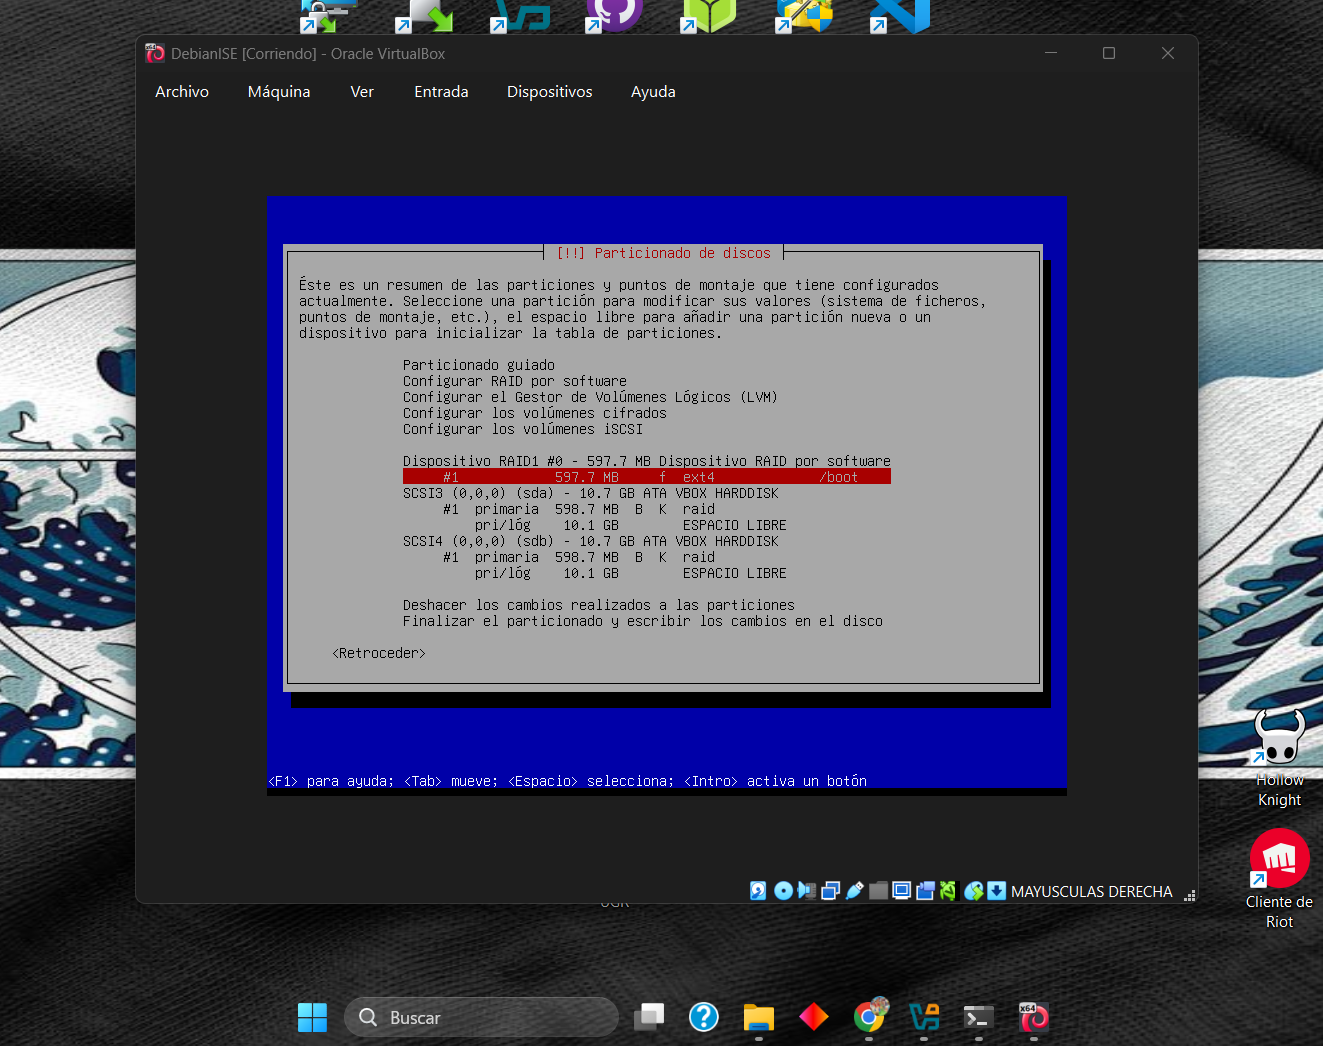 DebianISE [Corriendo] - Oracle VirtualBox
Archivo Máquina Ver Entrada Dispositivos Ayuda
[!!] Particionado de discos
Éste es un resumen de las particiones y puntos de montaje que tiene configurados
actualmente. Seleccione una partición para modificar sus valores (sistema de ficheros,
puntos de montaje, etc.), el espacio libre para añadir una partición nueva o un
dispositivo para inicializar la tabla de particiones.
Particionado guiado
Configurar RAID por software
Configurar el Gestor de Volúmenes Lógicos (LVM)
Configurar los volúmenes cifrados
Configurar los volúmenes iSCSI
Dispositivo RAID1 #0 - 597.7 MB Dispositivo RAID por software
#1 597.7 MB f ext4 /boot
SCSI3 (0,0,0) (sda) - 10.7 GB ATA VBOX HARDDISK
#1 primaria 598.7 MB B K raid
pri/lóg 10.1 GB ESPACIO LIBRE
SCSI4 (0,0,0) (sdb) - 10.7 GB ATA VBOX HARDDISK
#1 primaria 598.7 MB B K raid
pri/lóg 10.1 GB ESPACIO LIBRE
Deshacer los cambios realizados a las particiones
Finalizar el particionado y escribir los cambios en el disco
<Retroceder>
<F1> para ayuda; <Tab> mueve; <Espacio> selecciona; <Intro> activa un botón
MAYUSCULAS DERECHA
Hollow
Knight
Cliente de
Riot
Buscar
x64